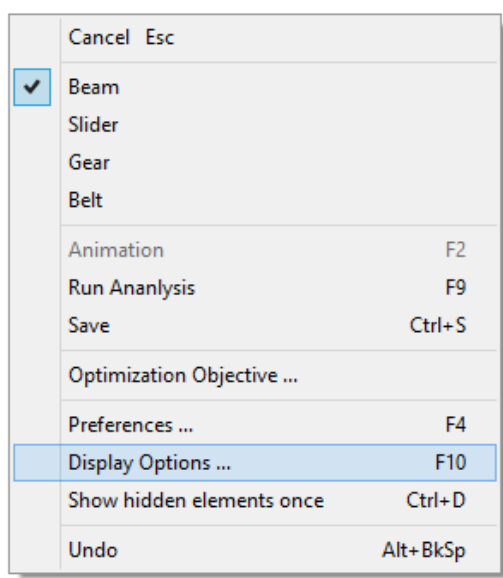 Cancel Esc
Beam
Slider
Gear
Belt
Animation F2
Run Ananlysis F9
Save Ctrl+S
Optimization Objective ...
Preferences ... F4
Display Options ... F10
Show hidden elements once Ctrl+D
Undo Alt+BkSp